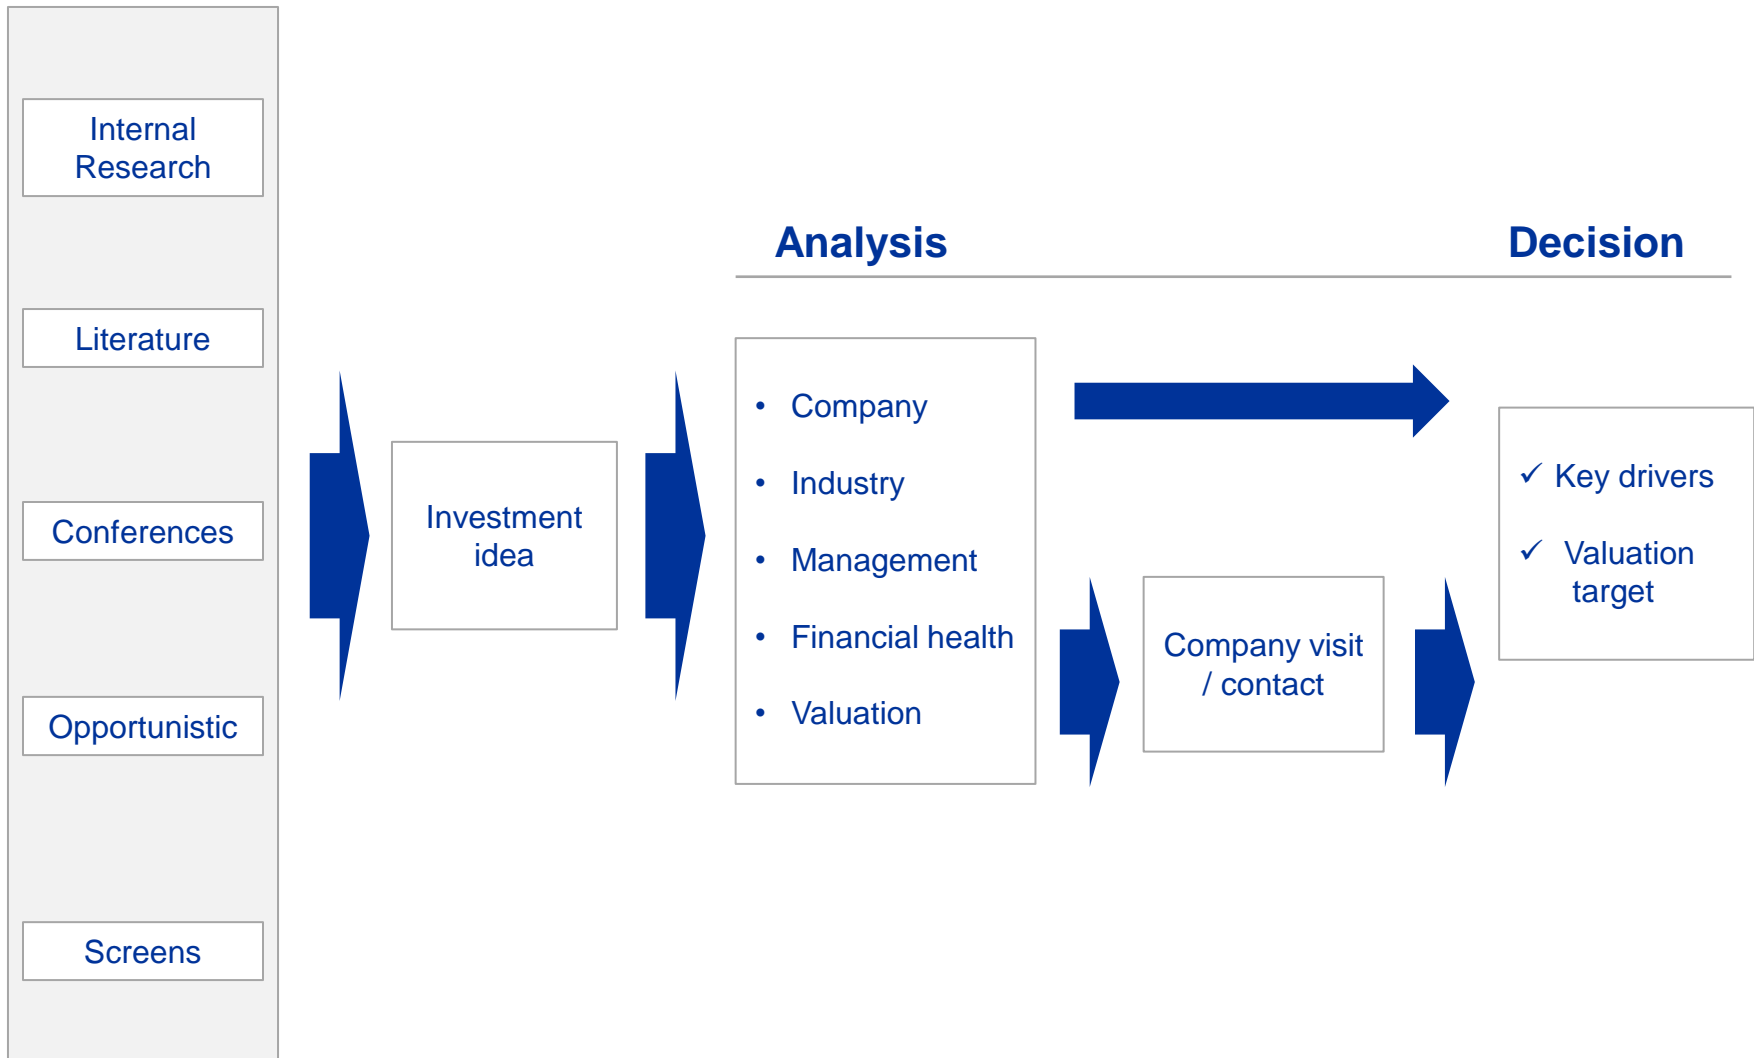 Internal
Research
Literature
Conferences
Opportunistic
Screens
Investment
idea
Analysis
• Company
• Industry
• Management
• Financial health
• Valuation
Company visit
/ contact
Decision
✓ Key drivers
✓ Valuation
target